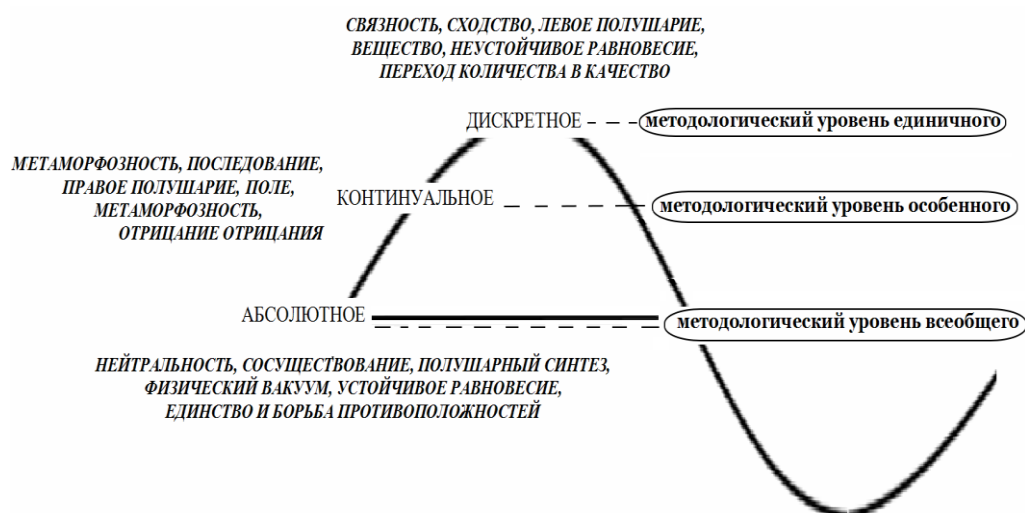 СВЯЗНОСТЬ, СХОДСТВО, ЛЕВОЕ ПОЛУШАРИЕ,
ВЕЩЕСТВО, НЕУСТОЙЧИВОЕ РАВНОВЕСИЕ,
ПЕРЕХОД КОЛИЧЕСТВА В КАЧЕСТВО
ДИСКРЕТНОЕ
методологический уровень единичного
МЕТАМОРФОЗНОСТЬ, ПОСЛЕДОВАНИЕ,
ПРАВОЕ ПОЛУШАРИЕ, ПОЛЕ,
МЕТАМОРФОЗНОСТЬ,
ОТРИЦАНИЕ ОТРИЦАНИЯ
КОНТИНУАЛЬНОЕ
методологический уровень особенного
АБСОЛЮТНОЕ
методологический уровень всеобщего
НЕЙТРАЛЬНОСТЬ, СОСУЩЕСТВОВАНИЕ, ПОЛУШАРНЫЙ СИНТЕЗ,
ФИЗИЧЕСКИЙ ВАКУУМ, УСТОЙЧИВОЕ РАВНОВЕСИЕ,
ЕДИНСТВО И БОРЬБА ПРОТИВОПОЛОЖНОСТЕЙ